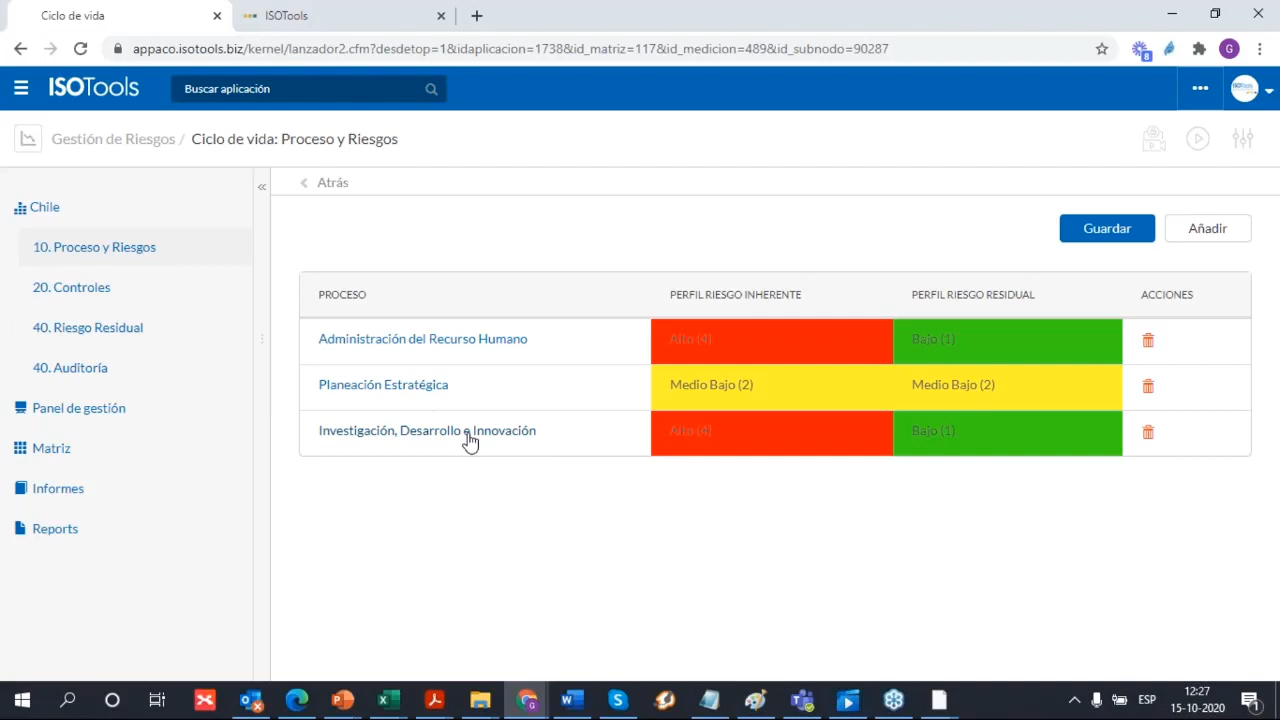 Ciclo de vida
ISOTools
appaco.isotools.biz/kernel/lanzador2.cfm?desdetop=1&idaplicacion=1738&id_matriz=117&id_medicion=489&id_subnodo=90287
8
G
ISOTools
Buscar aplicación
Gestión de Riesgos / Ciclo de vida: Proceso y Riesgos
Chile
10. Proceso y Riesgos
20. Controles
40. Riesgo Residual
40. Auditoría
Panel de gestión
Matriz
Informes
Reports
Atrás
Guardar
Añadir
PROCESO PERFIL RIESGO INHERENTE PERFIL RIESGO RESIDUAL ACCIONES
Administración del Recurso Humano Alto (4) Bajo (1)
Planeación Estratégica Medio Bajo (2) Medio Bajo (2)
Investigación, Desarrollo e Innovación Alto (4) Bajo (1)
ESP
12:27
15-10-2020
1